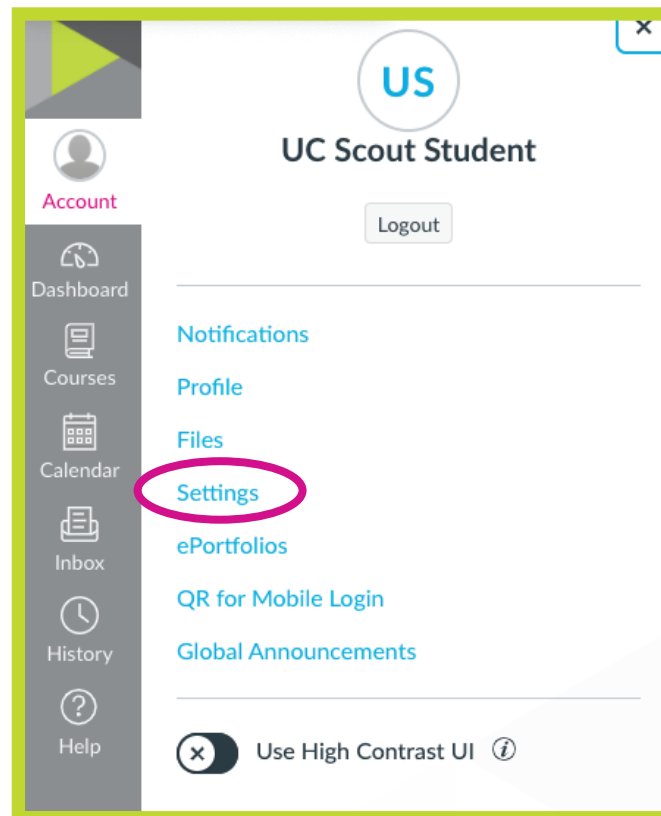 US
UC Scout Student
Logout
Account
Dashboard
Courses
Calendar
Inbox
History
Help
Notifications
Profile
Files
Settings
ePortfolios
QR for Mobile Login
Global Announcements
Use High Contrast UI